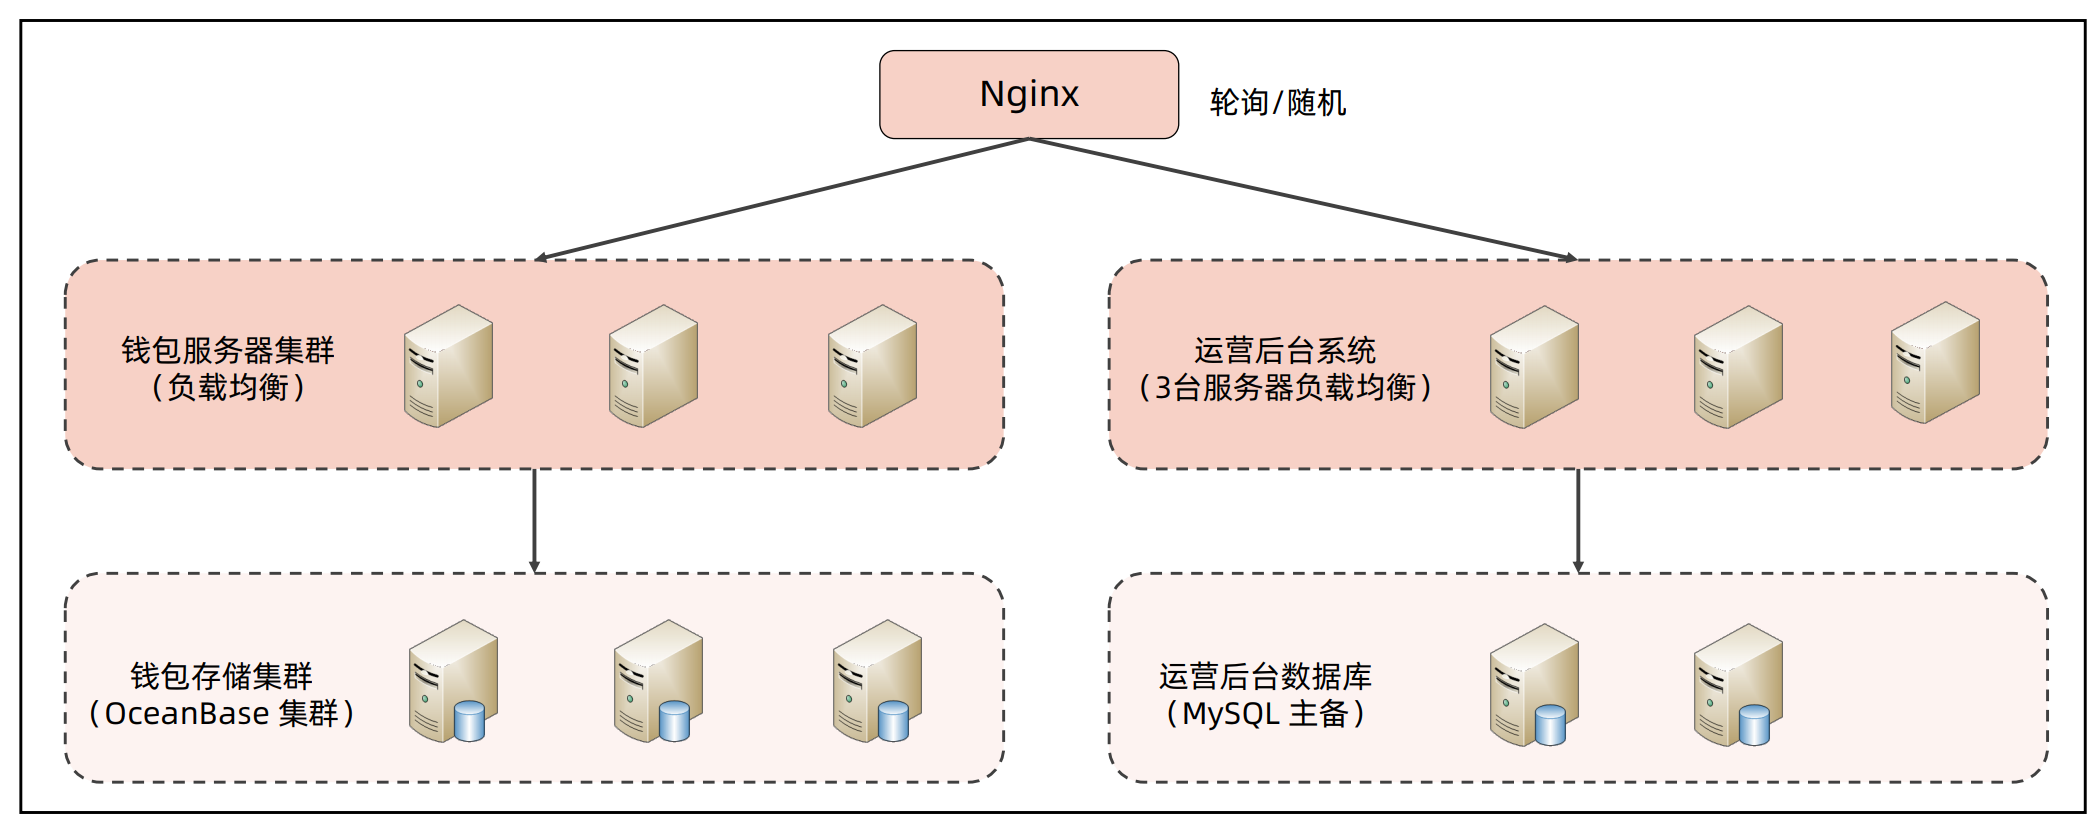 Nginx
轮询/随机
钱包服务器集群
(负载均衡)
运营后台系统
(3台服务器负载均衡)
钱包存储集群
(OceanBase 集群)
运营后台数据库
(MySQL 主备)